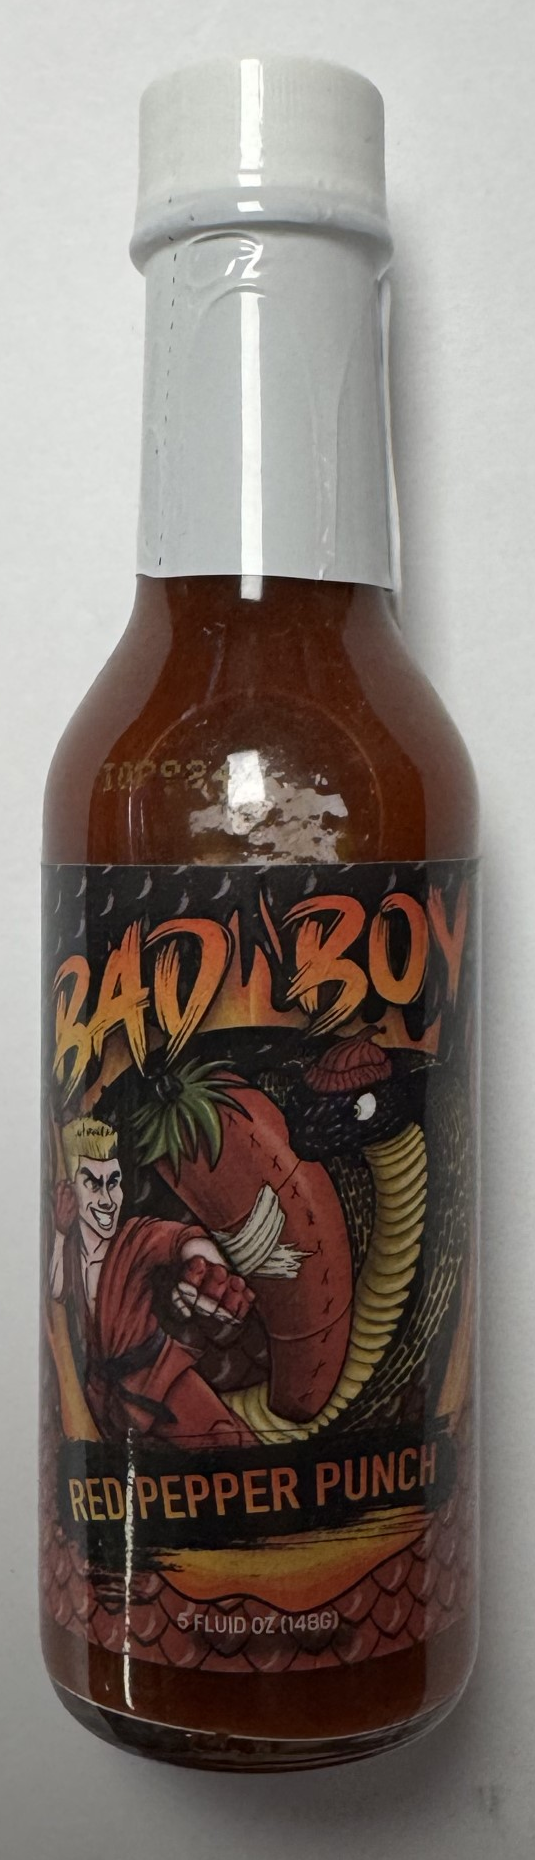 BAD BOY
RED PEPPER PUNCH
5 FLUID OZ (148G)